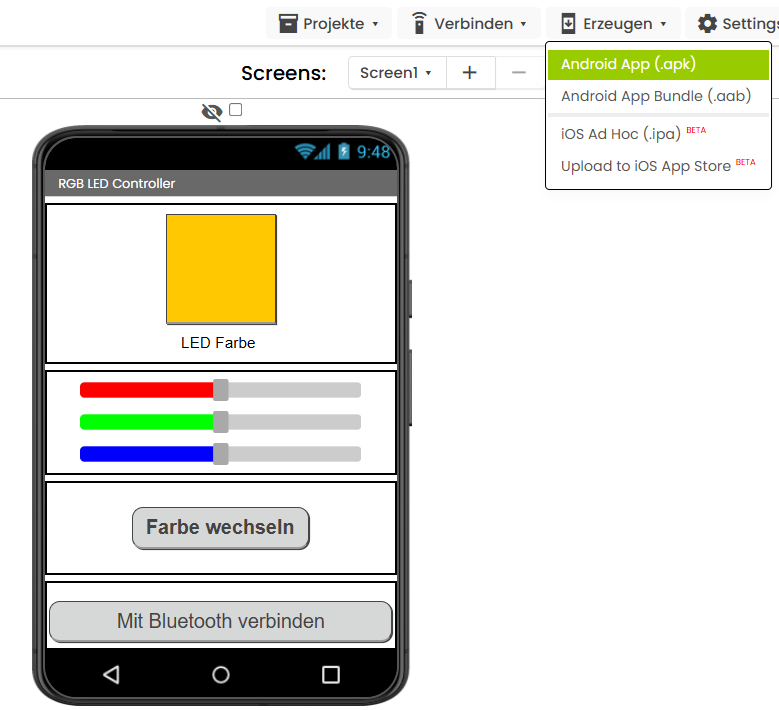 Projekte
Verbinden
Erzeugen
Settings
Screens:
Screen1
Android App (.apk)
Android App Bundle (.aab)
iOS Ad Hoc (.ipa) BETA
Upload to iOS App Store BETA
9:48
RGB LED Controller
LED Farbe
Farbe wechseln
Mit Bluetooth verbinden